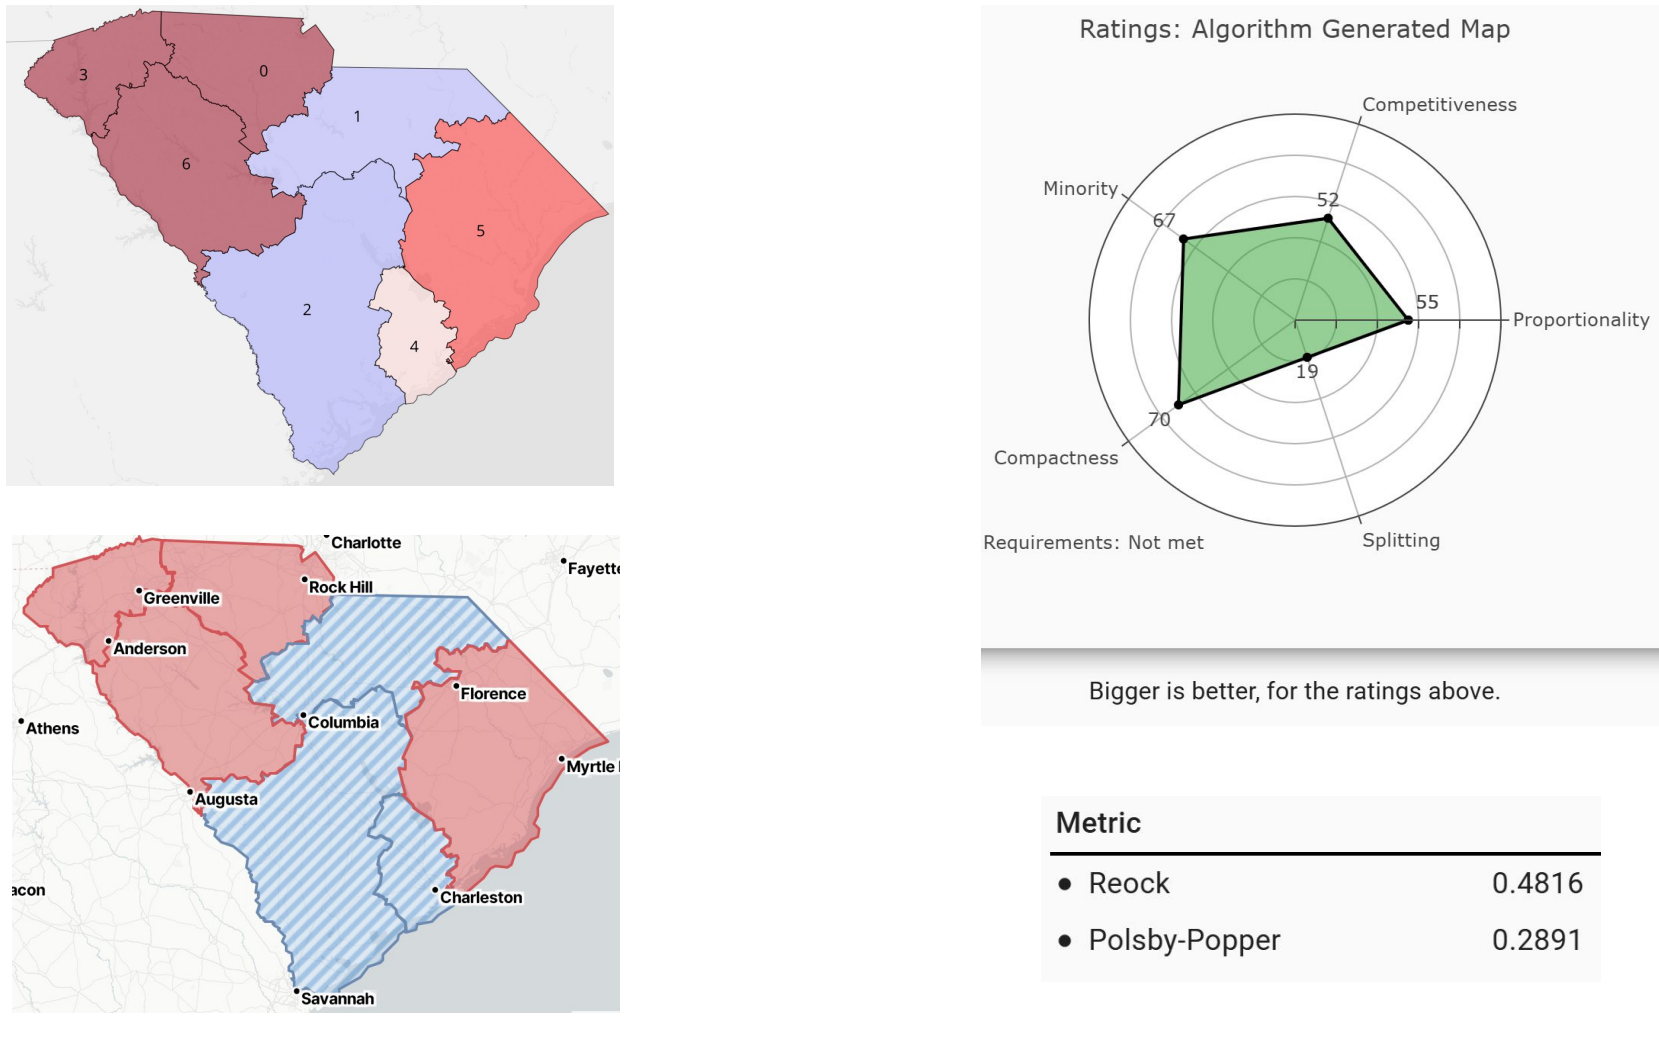 3
0
1
6
5
2
4
Ratings: Algorithm Generated Map
Competitiveness
Minority
52
67
55
Proportionality
19
70
Compactness
Requirements: Not met
Splitting
Bigger is better, for the ratings above.
Charlotte
Fayette
Rock Hill
Greenville
Anderson
Florence
Columbia
Athens
Myrtle
Augusta
acon
Charleston
Savannah
Metric
Reock 0.4816
Polsby-Popper 0.2891